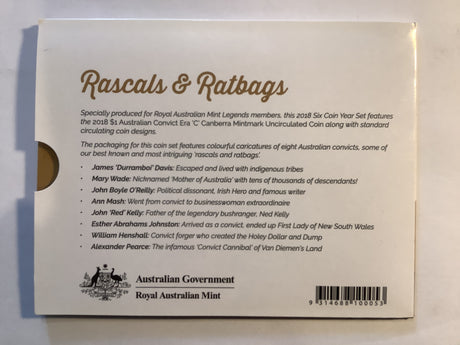 Rascals & Ratbags
Specially produced for Royal Australian Mint Legends members, this 2018 Six Coin Year Set features
the 2018 $1 Australian Convict Era 'C' Canberra Mintmark Uncirculated Coin along with standard
circulating coin designs.
The packaging for this coin set features colourful caricatures of eight Australian convicts, some of
our best known and most intriguing 'rascals and ratbags'.
• James 'Durramboi' Davis: Escaped and lived with indigenous tribes
• Mary Wade: Nicknamed 'Mother of Australia' with tens of thousands of descendants!
• John Boyle O'Reilly: Political dissonant, Irish Hero and famous writer
• Ann Mash: Went from convict to businesswoman extraordinaire
• John 'Red' Kelly: Father of the legendary bushranger, Ned Kelly
• Esther Abrahams Johnston: Arrived as a convict, ended up First Lady of New South Wales
• William Henshall: Convict forger who created the Holey Dollar and Dump
• Alexander Pearce: The infamous 'Convict Cannibal' of Van Diemen's Land
Australian Government
Royal Australian Mint
9 314688 100053